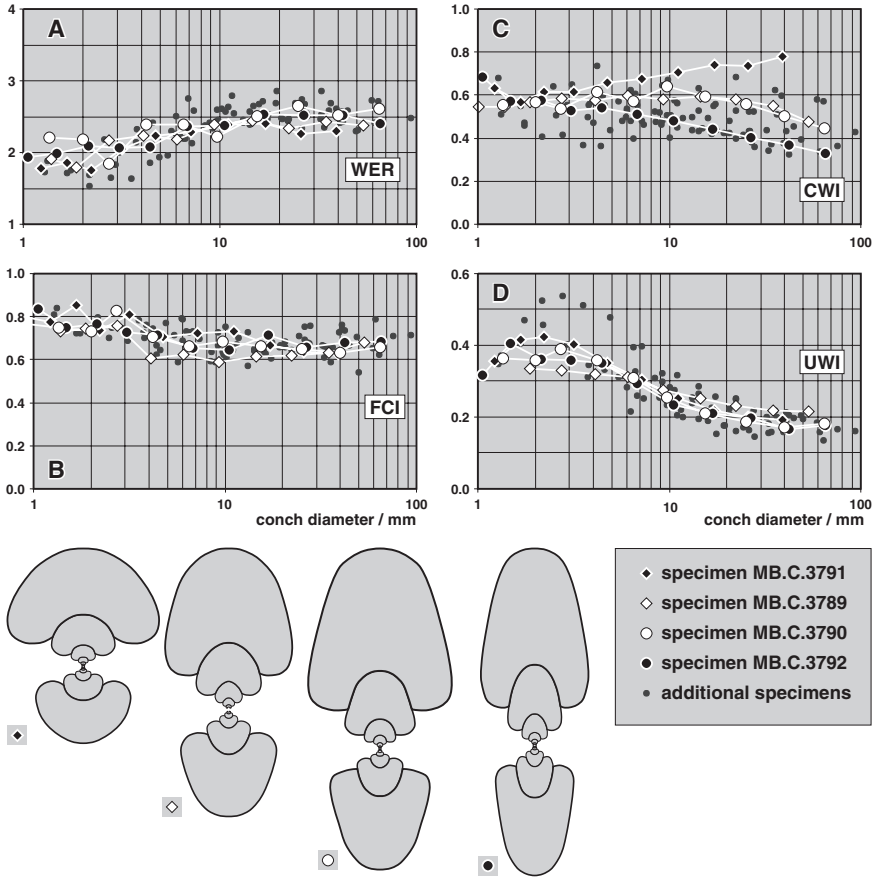 4
3
2
1
A
WER
1
10
100
1.0
0.8
0.6
0.4
0.2
0.0
C
CWI
1
10
100
1.0
0.8
0.6
0.4
0.2
0.0
FCI
B
1
10
100
conch diameter / mm
0.6
0.4
0.2
0.0
D
UWI
1
10
100
conch diameter / mm
specimen MB.C.3791
specimen MB.C.3789
specimen MB.C.3790
specimen MB.C.3792
additional specimens